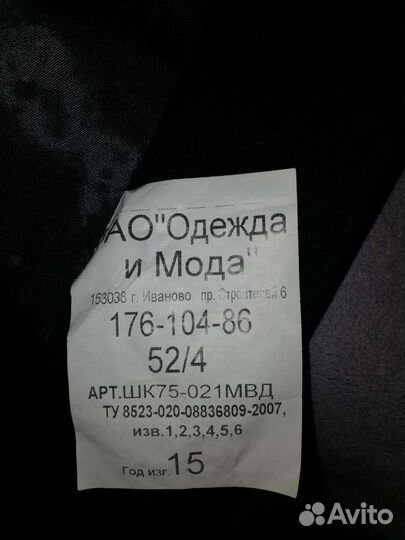 АО"Одежда
и Мода"
153038 г. Иваново пр. Строителей 6
176-104-86
52/4
АРТ.ШК75-021МВД
ТУ 8523-020-08836809-2007,
изв.1,2,3,4,5,6
Год изг. 15
Avito